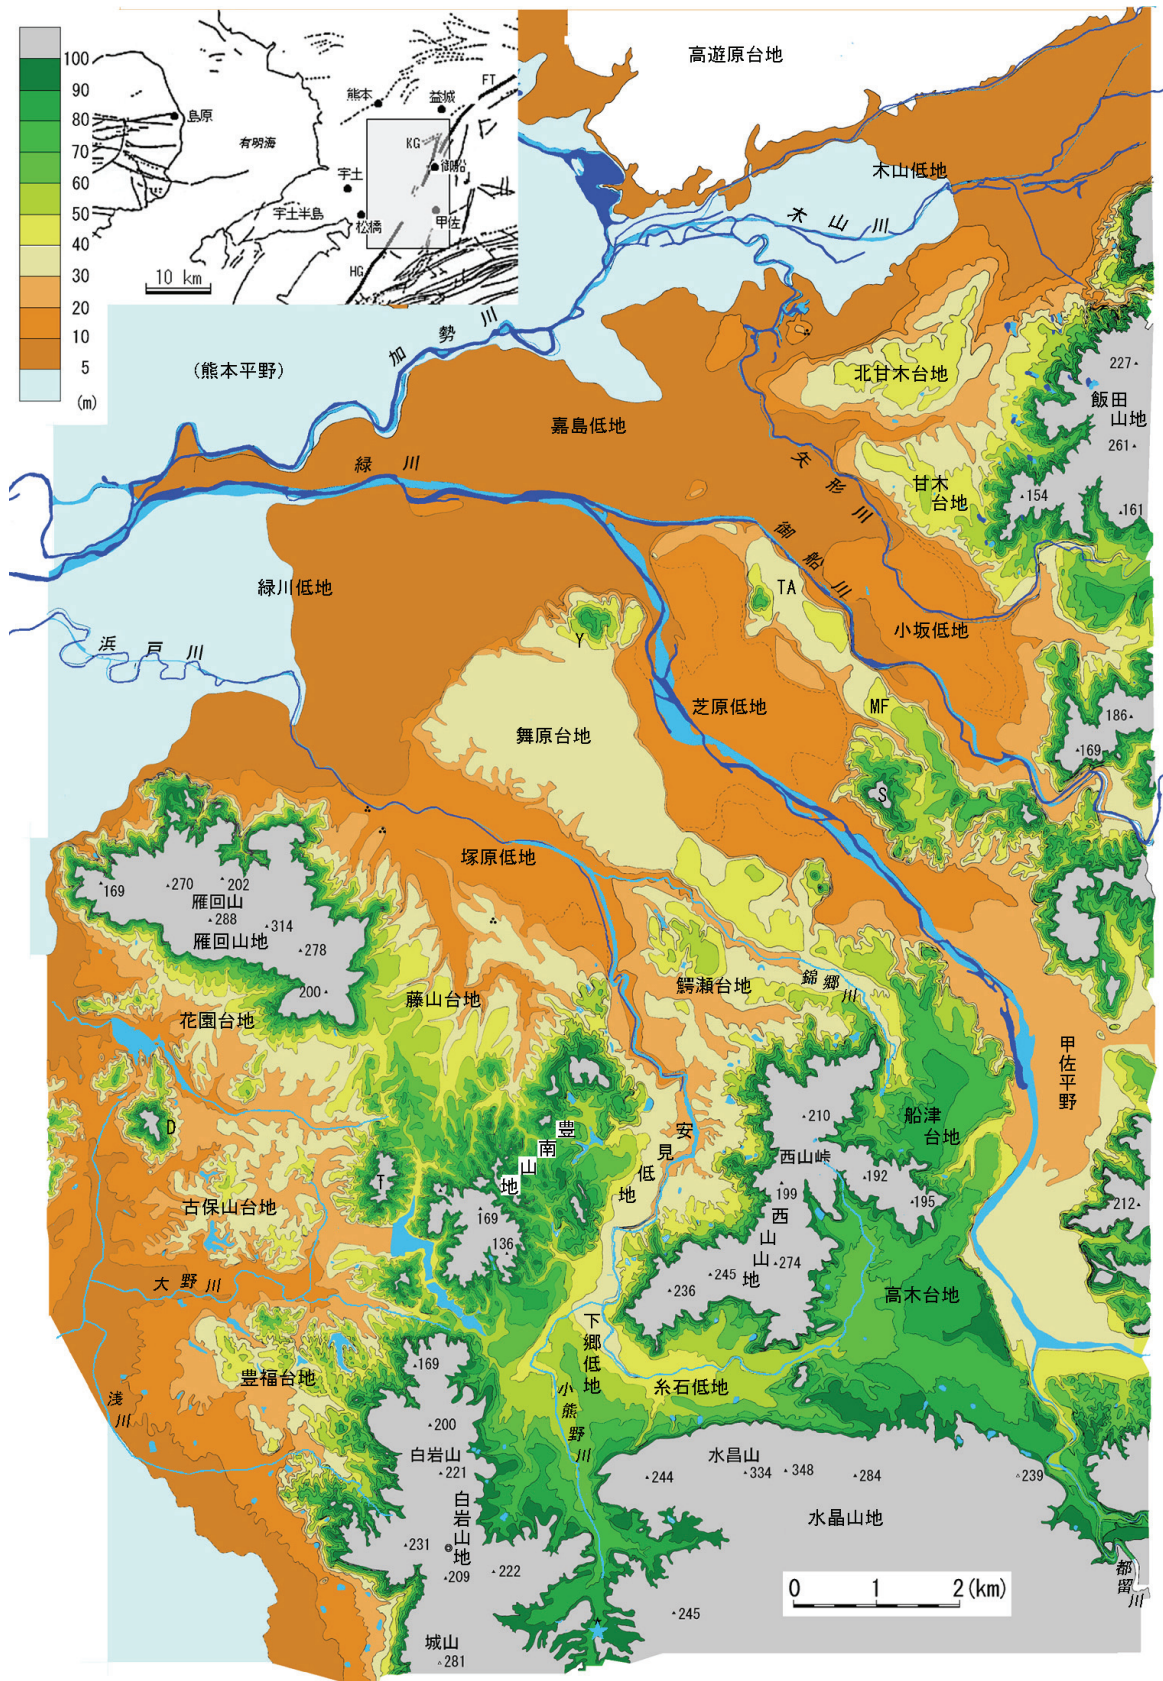 100
90
80
70
60
50
40
30
20
10
5
(m)
島原
有明海
熊本
益城
FT
KG
御船
宇土
宇土半島
松橋
甲佐
HG
J
10 km
高遊原台地
木山低地
木山川
加勢川
(熊本平野)
嘉島低地
緑川
北甘木台地
227
飯田
山地
261
154
161
甘木
台地
矢形川
御船川
TA
小坂低地
緑川低地
浜戸川
Y
舞原台地
芝原低地
MF
186
169
S
塚原低地
169
270
202
雁回山
288
314
雁回山地
278
200
藤山台地
鰐瀬台地
錦郷川
花園台地
甲佐平野
D
210
船津
台地
豊南山地
安見低地
西山峠
192
195
199
T
古保山台地
169
136
西山山地
274
245
236
212
大野川
高木台地
下郷低地
豊福台地
169
糸石低地
小熊野川
浅川
200
白岩山
221
白岩山地
水昌山
244
334
348
284
239
水晶山地
231
209
222
都留川
0 1 2(km)
245
城山
281